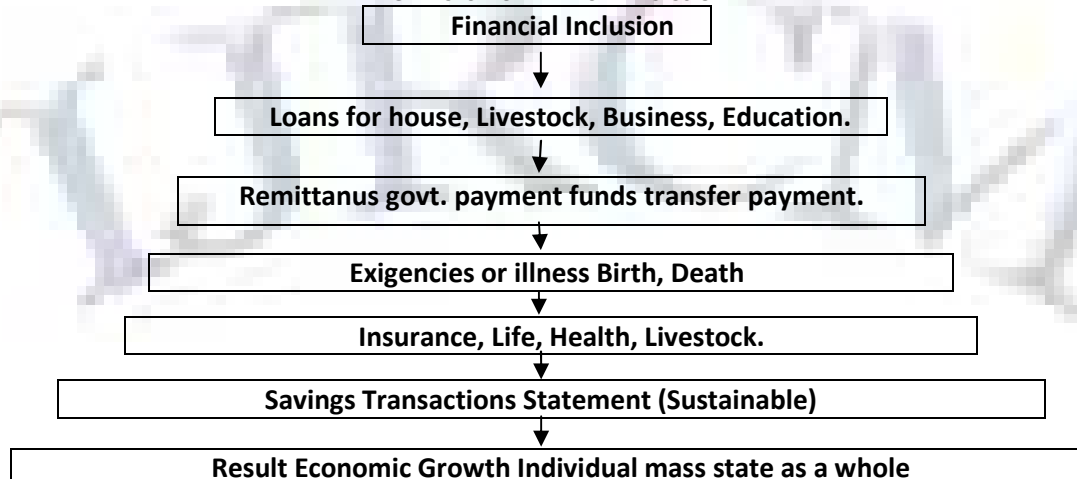 Financial Inclusion
Loans for house, Livestock, Business, Education.
Remittanus govt. payment funds transfer payment.
Exigencies or illness Birth, Death
Insurance, Life, Health, Livestock.
Savings Transactions Statement (Sustainable)
Result Economic Growth Individual mass state as a whole